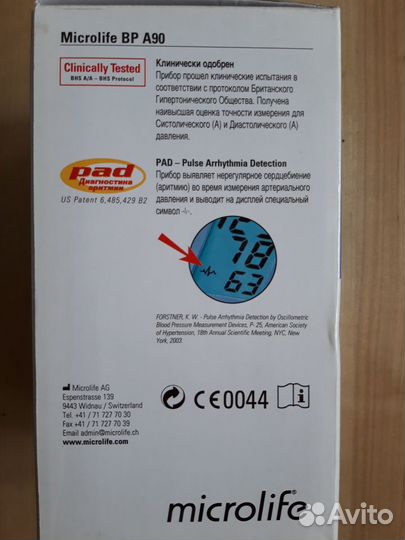 Microlife BP A90
Clinically Tested
BHS A/A – BHS Protocol
Клинически одобрен
Прибор прошел клинические испытания в
соответствии с протоколом Британского
Гипертонического Общества. Получена
наивысшая оценка точности измерения для
Систолического (А) и Диастолического (А)
давления.
pad
Диагностика
аритмии
US Patent 6,485,429 B2
PAD – Pulse Arrhythmia Detection
Прибор выявляет нерегулярное сердцебиение
(аритмию) во время измерения артериального
давления и выводит на дисплей специальный
символ
78
63
FORSTNER, K. W. - Pulse Arrhythmia Detection by Oscillometric
Blood Pressure Measurement Devices, P- 25, American Society
of Hypertension, 18th Annual Scientific Meeting, NYC, New
York, 2003
Microlife AG
Espenstrasse 139
9443 Widnau / Switzerland
Tel. +41 / 71 727 70 30
Fax +41 / 71 727 70 39
Email admin@microlife.ch
www.microlife.com
CE0044
i
microlife®
Avito